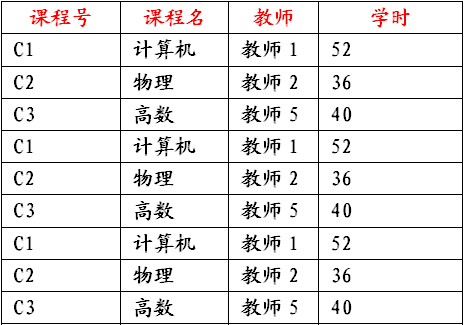 课程号 课程名 教师 学时
C1 计算机 教师 1 52
C2 物理 教师 2 36
C3 高数 教师 5 40
C1 计算机 教师 1 52
C2 物理 教师 2 36
C3 高数 教师 5 40
C1 计算机 教师 1 52
C2 物理 教师 2 36
C3 高数 教师 5 40